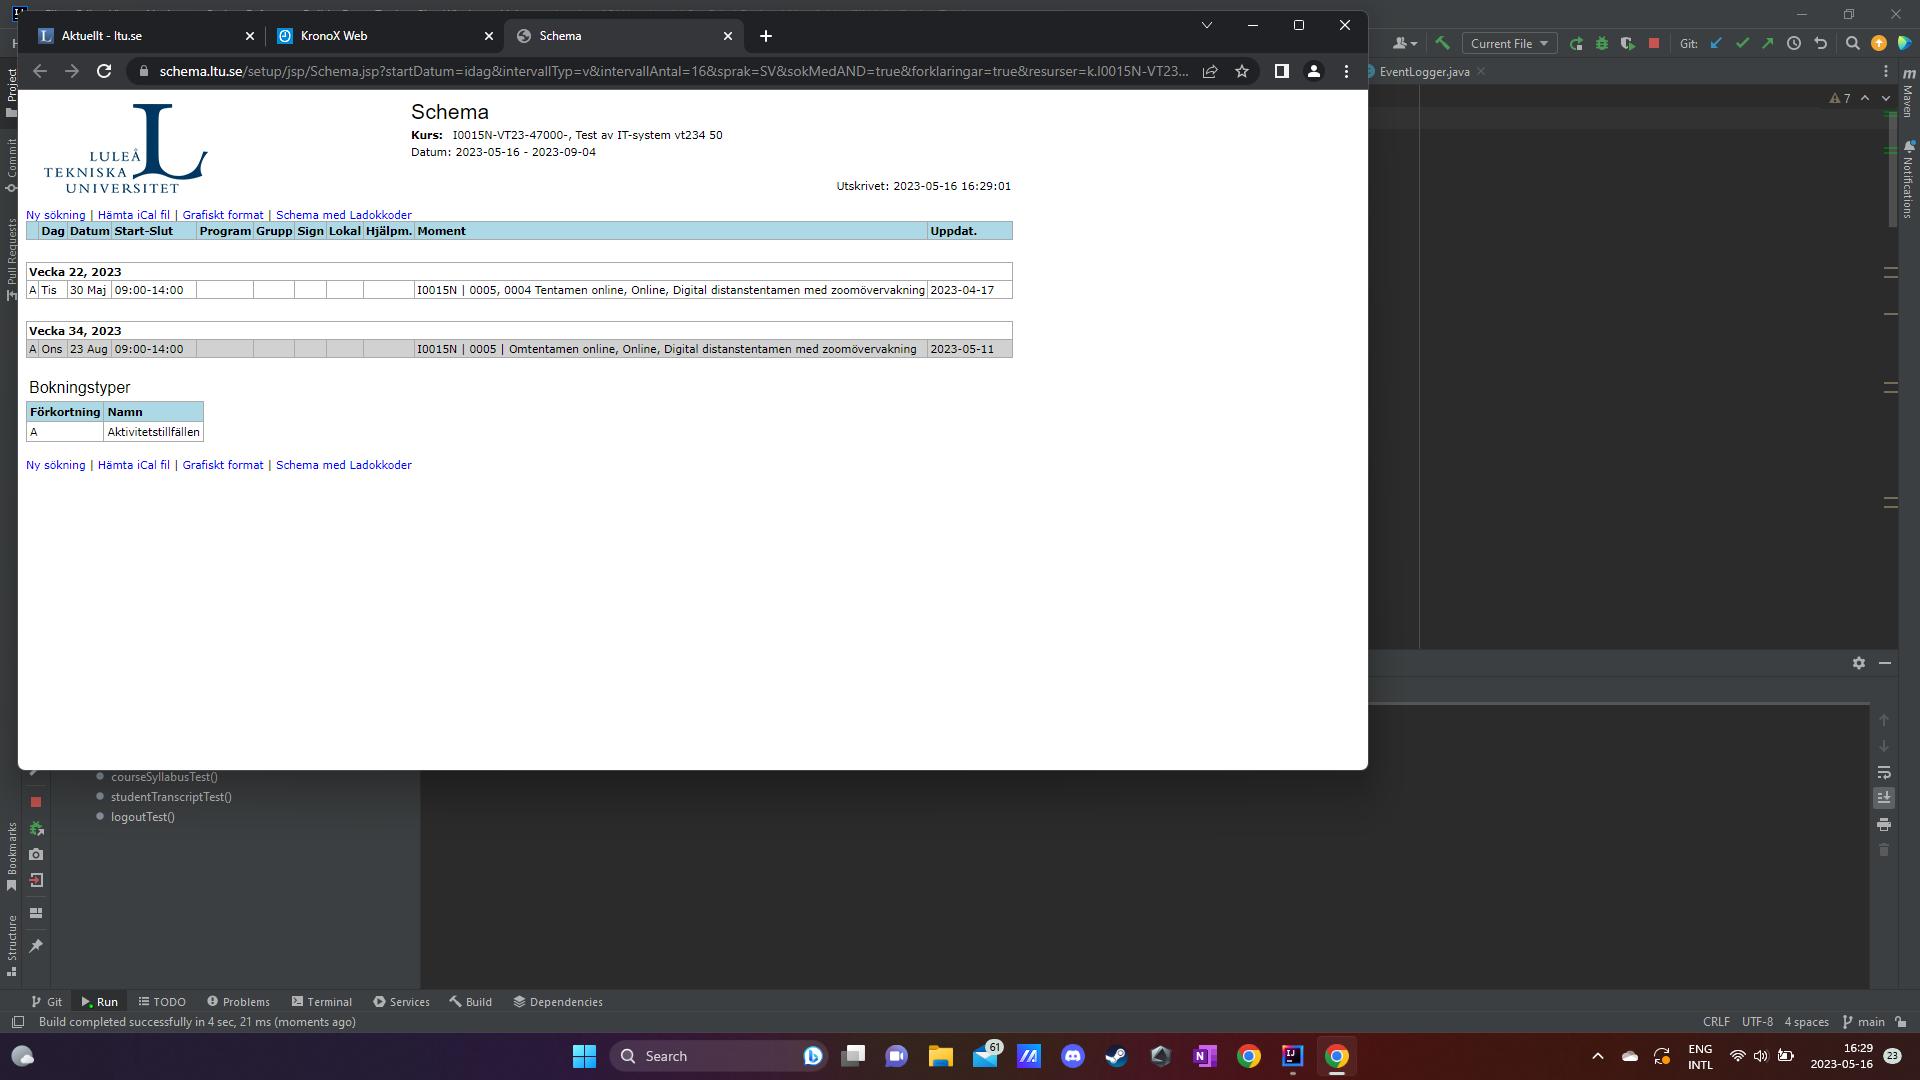 Aktuellt - ltu.se
KronoX Web
Schema
schema.ltu.se/setup/jsp/Schema.jsp?startDatum=idag&intervallTyp=v&intervallAntal=16&sprak=SV&sokMedAND=true&forklaringar=true&resurser=k.I0015N-VT23...
Current File
Git:
EventLogger.java
7
Project
Commit
Pull Requests
Maven
Notifications
LULEÅ
TEKNISKA
UNIVERSITET
Schema
Kurs: I0015N-VT23-47000-, Test av IT-system vt234 50
Datum: 2023-05-16 - 2023-09-04
Utskrivet: 2023-05-16 16:29:01
Ny sökning | Hämta iCal fil | Grafiskt format | Schema med Ladokkoder
Dag Datum Start-Slut Program Grupp Sign Lokal Hjälpm. Moment Uppdat.
Vecka 22, 2023
A Tis 30 Maj 09:00-14:00 I0015N | 0005, 0004 Tentamen online, Online, Digital distanstentamen med zoomövervakning 2023-04-17
Vecka 34, 2023
A Ons 23 Aug 09:00-14:00 I0015N | 0005 | Omtentamen online, Online, Digital distanstentamen med zoomövervakning 2023-05-11
Bokningstyper
Förkortning Namn
A Aktivitetstillfällen
Ny sökning | Hämta iCal fil | Grafiskt format | Schema med Ladokkoder
courseSyllabusTest()
studentTranscriptTest()
logoutTest()
Bookmarks
Structure
Git Run TODO Problems Terminal Services Build Dependencies
Build completed successfully in 4 sec, 21 ms (moments ago)
CRLF UTF-8 4 spaces main
Search
61
ENG
INTL
16:29
2023-05-16
23